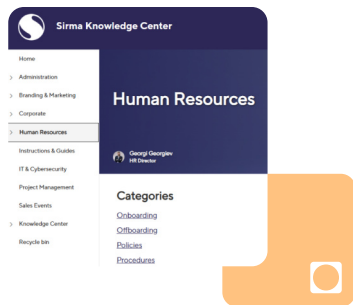 Sirma Knowledge Center
Home
Administration
Branding & Marketing
Corporate
Human Resources
Instructions & Guides
IT & Cybersecurity
Project Management
Sales Events
Knowledge Center
Recycle bin
Human Resources
Georgi Georgiev
HR Director
Categories
Onboarding
Offboarding
Policies
Procedures